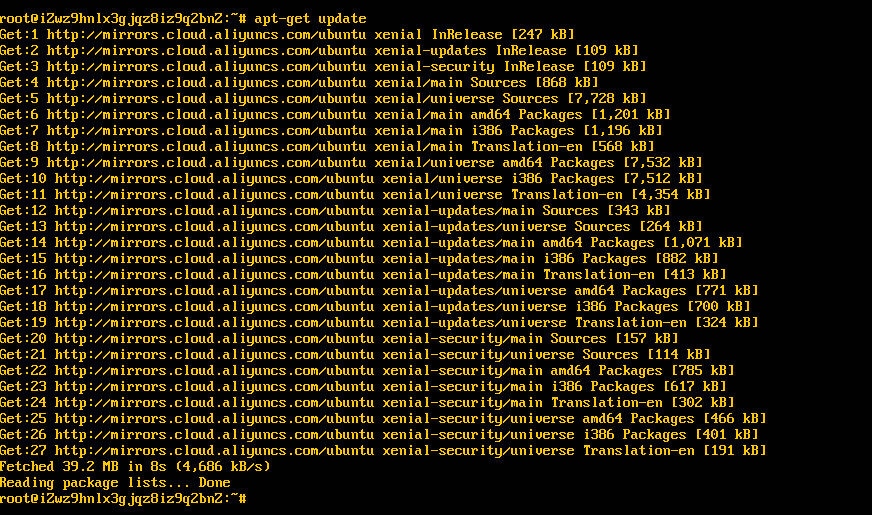 root@iZwz9hnlx3gjqz8iz9q2bnZ:~# apt-get update
Get:1 http://mirrors.cloud.aliyuncs.com/ubuntu xenial InRelease [247 kB]
Get:2 http://mirrors.cloud.aliyuncs.com/ubuntu xenial-updates InRelease [109 kB]
Get:3 http://mirrors.cloud.aliyuncs.com/ubuntu xenial-security InRelease [109 kB]
Get:4 http://mirrors.cloud.aliyuncs.com/ubuntu xenial/main Sources [868 kB]
Get:5 http://mirrors.cloud.aliyuncs.com/ubuntu xenial/universe Sources [7,728 kB]
Get:6 http://mirrors.cloud.aliyuncs.com/ubuntu xenial/main amd64 Packages [1,201 kB]
Get:7 http://mirrors.cloud.aliyuncs.com/ubuntu xenial/main i386 Packages [1,196 kB]
Get:8 http://mirrors.cloud.aliyuncs.com/ubuntu xenial/main Translation-en [568 kB]
Get:9 http://mirrors.cloud.aliyuncs.com/ubuntu xenial/universe amd64 Packages [7,532 kB]
Get:10 http://mirrors.cloud.aliyuncs.com/ubuntu xenial/universe i386 Packages [7,512 kB]
Get:11 http://mirrors.cloud.aliyuncs.com/ubuntu xenial/universe Translation-en [4,354 kB]
Get:12 http://mirrors.cloud.aliyuncs.com/ubuntu xenial-updates/main Sources [343 kB]
Get:13 http://mirrors.cloud.aliyuncs.com/ubuntu xenial-updates/universe Sources [264 kB]
Get:14 http://mirrors.cloud.aliyuncs.com/ubuntu xenial-updates/main amd64 Packages [1,071 kB]
Get:15 http://mirrors.cloud.aliyuncs.com/ubuntu xenial-updates/main i386 Packages [882 kB]
Get:16 http://mirrors.cloud.aliyuncs.com/ubuntu xenial-updates/main Translation-en [413 kB]
Get:17 http://mirrors.cloud.aliyuncs.com/ubuntu xenial-updates/universe amd64 Packages [771 kB]
Get:18 http://mirrors.cloud.aliyuncs.com/ubuntu xenial-updates/universe i386 Packages [700 kB]
Get:19 http://mirrors.cloud.aliyuncs.com/ubuntu xenial-updates/universe Translation-en [324 kB]
Get:20 http://mirrors.cloud.aliyuncs.com/ubuntu xenial-security/main Sources [157 kB]
Get:21 http://mirrors.cloud.aliyuncs.com/ubuntu xenial-security/universe Sources [114 kB]
Get:22 http://mirrors.cloud.aliyuncs.com/ubuntu xenial-security/main amd64 Packages [785 kB]
Get:23 http://mirrors.cloud.aliyuncs.com/ubuntu xenial-security/main i386 Packages [617 kB]
Get:24 http://mirrors.cloud.aliyuncs.com/ubuntu xenial-security/main Translation-en [302 kB]
Get:25 http://mirrors.cloud.aliyuncs.com/ubuntu xenial-security/universe amd64 Packages [466 kB]
Get:26 http://mirrors.cloud.aliyuncs.com/ubuntu xenial-security/universe i386 Packages [401 kB]
Get:27 http://mirrors.cloud.aliyuncs.com/ubuntu xenial-security/universe Translation-en [191 kB]
Fetched 39.2 MB in 8s (4,686 kB/s)
Reading package lists... Done
root@iZwz9hnlx3gjqz8iz9q2bnZ:~#